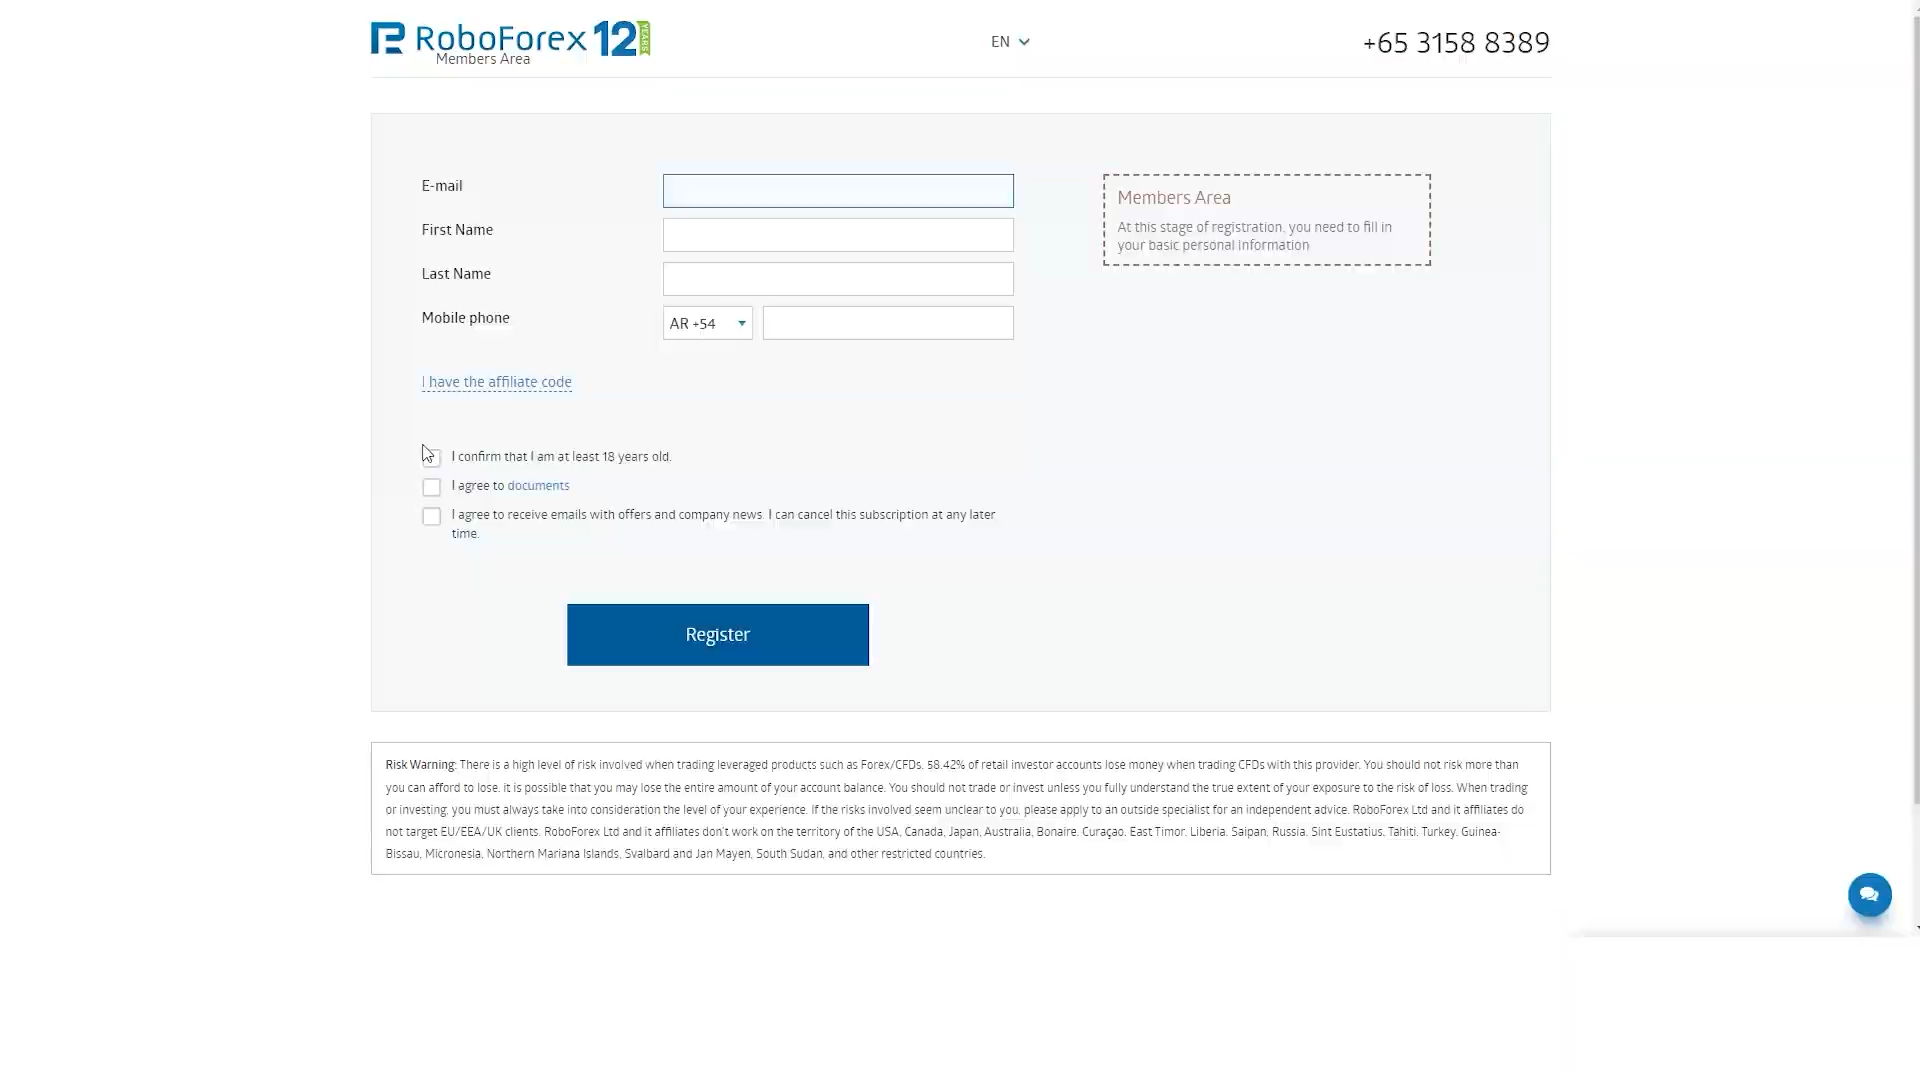 RoboForex 12 YEARS
Members Area
EN
+65 3158 8389
E-mail
First Name
Last Name
Mobile phone
AR +54
Members Area
At this stage of registration, you need to fill in
your basic personal information
I have the affiliate code
I confirm that I am at least 18 years old.
I agree to documents
I agree to receive emails with offers and company news. I can cancel this subscription at any later
time.
Register
Risk Warning: There is a high level of risk involved when trading leveraged products such as Forex/CFDs. 58.42% of retail investor accounts lose money when trading CFDs with this provider. You should not risk more than
you can afford to lose, it is possible that you may lose the entire amount of your account balance. You should not trade or invest unless you fully understand the true extent of your exposure to the risk of loss. When trading
or investing, you must always take into consideration the level of your experience. If the risks involved seem unclear to you, please apply to an outside specialist for an independent advice. RoboForex Ltd and it affiliates do
not target EU/EEA/UK clients. RoboForex Ltd and it affiliates don't work on the territory of the USA, Canada, Japan, Australia, Bonaire, Curaçao, East Timor, Liberia, Saipan, Russia, Sint Eustatius, Tahiti, Turkey, Guinea-
Bissau, Micronesia, Northern Mariana Islands, Svalbard and Jan Mayen, South Sudan, and other restricted countries.